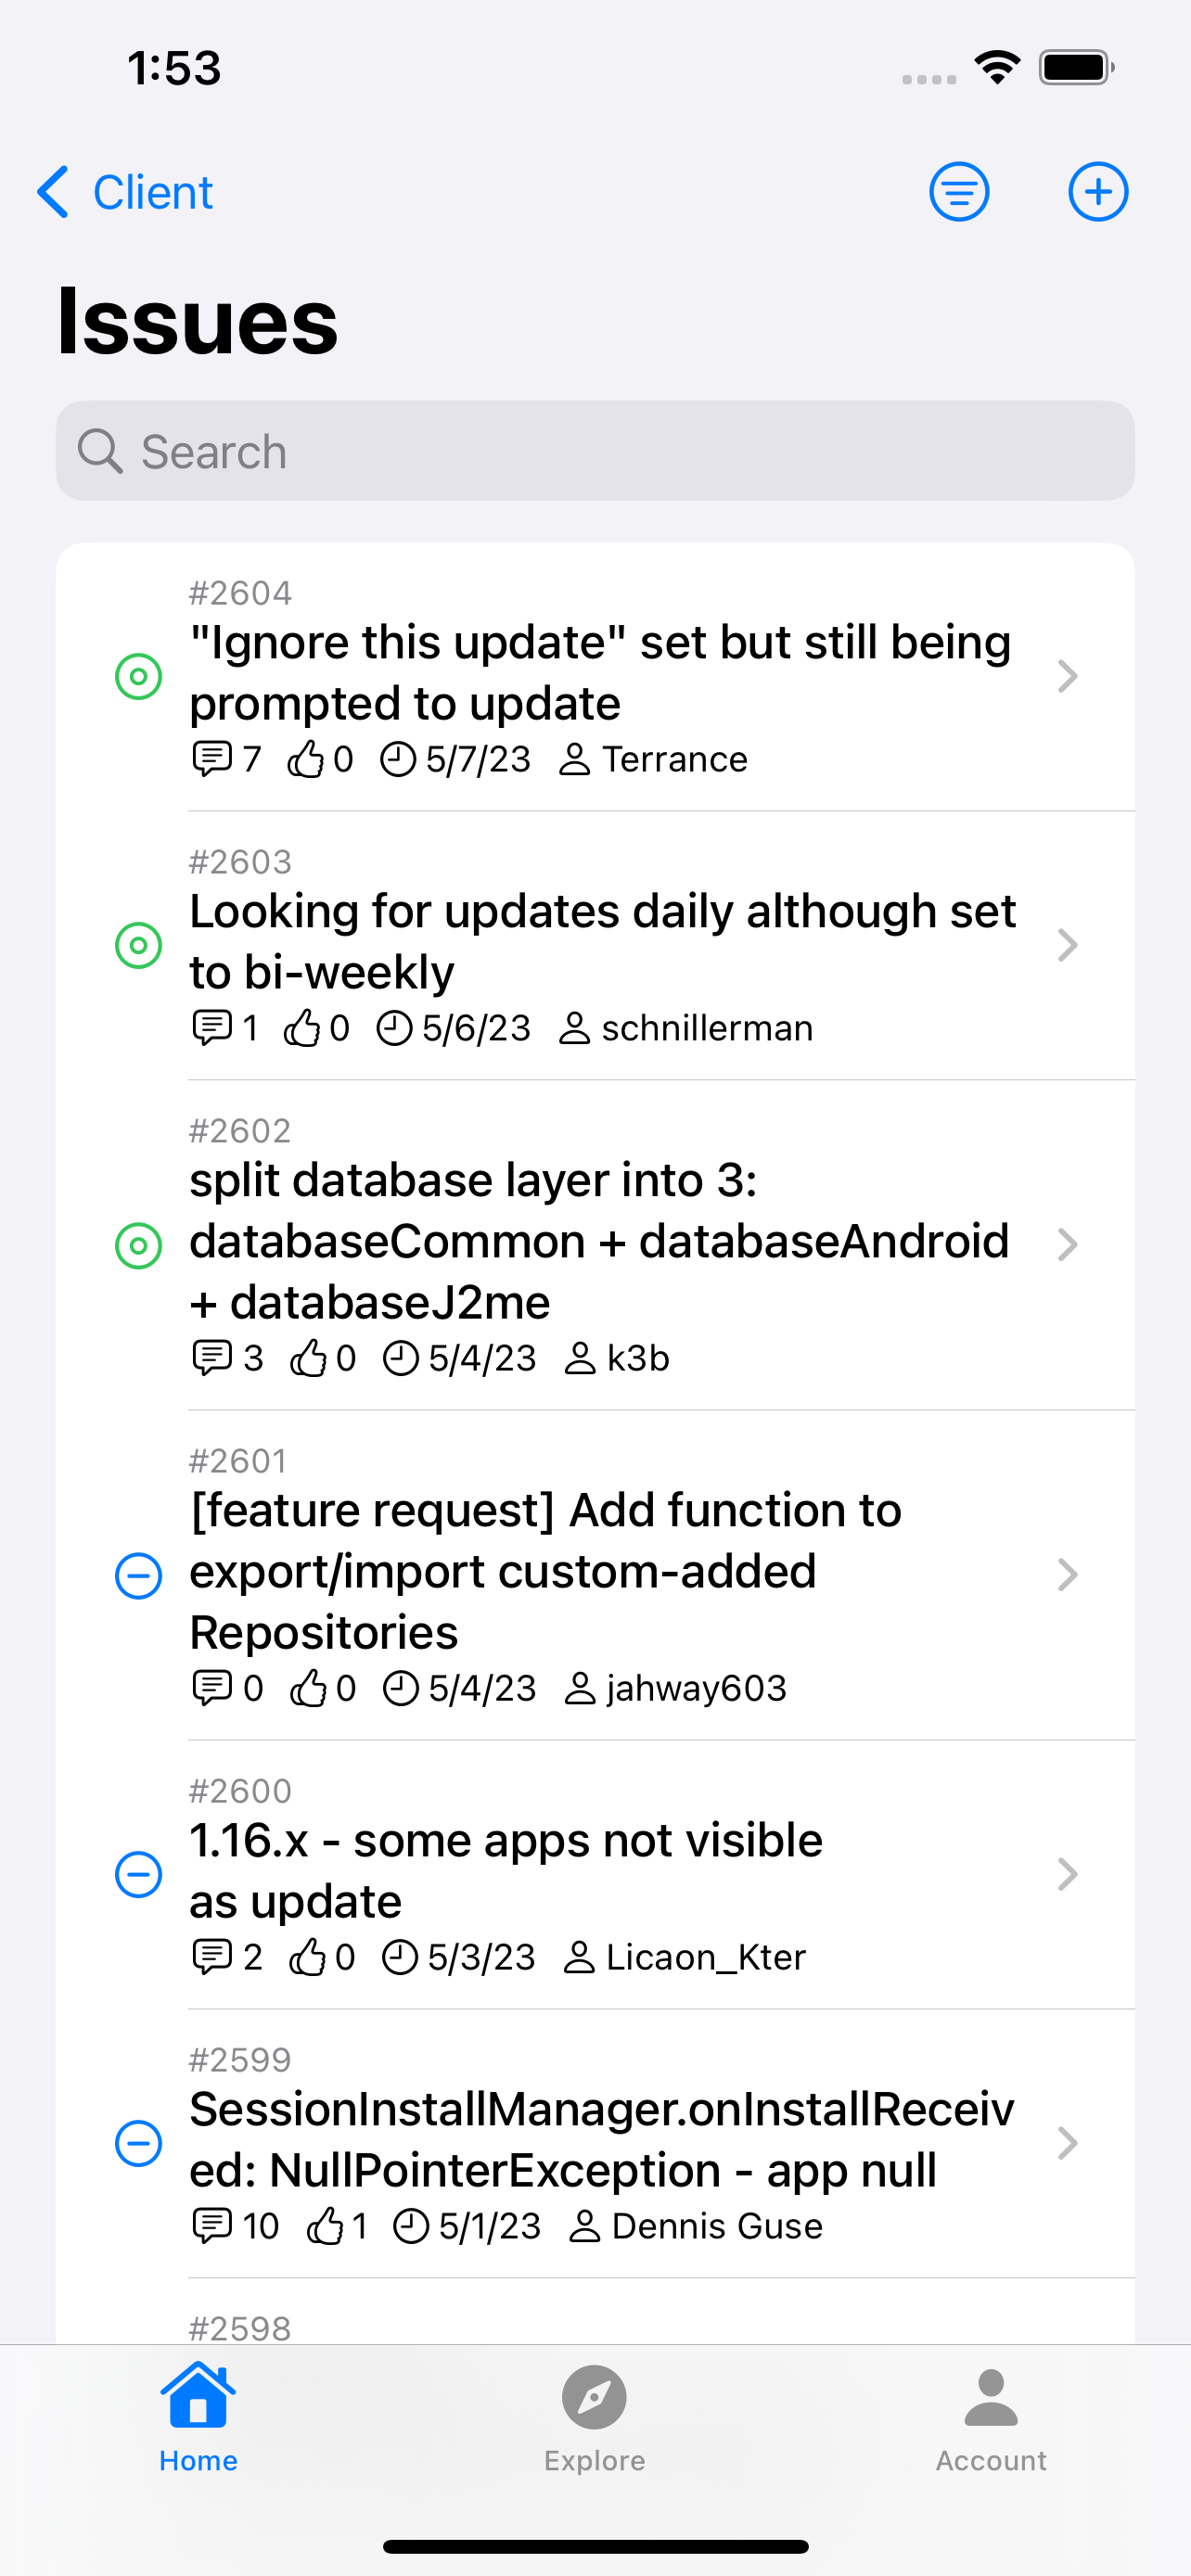 1:53
Client
Issues
Search
#2604
"Ignore this update" set but still being
prompted to update
7 0 5/7/23 Terrance
#2603
Looking for updates daily although set
to bi-weekly
1 0 5/6/23 schnillerman
#2602
split database layer into 3:
databaseCommon + databaseAndroid
+ databaseJ2me
3 0 5/4/23 k3b
#2601
[feature request] Add function to
export/import custom-added
Repositories
0 0 5/4/23 jahway603
#2600
1.16.x - some apps not visible
as update
2 0 5/3/23 Licaon_Kter
#2599
SessionInstallManager.onInstallReceiv
ed: NullPointerException - app null
10 1 5/1/23 Dennis Guse
#2598
Home Explore Account